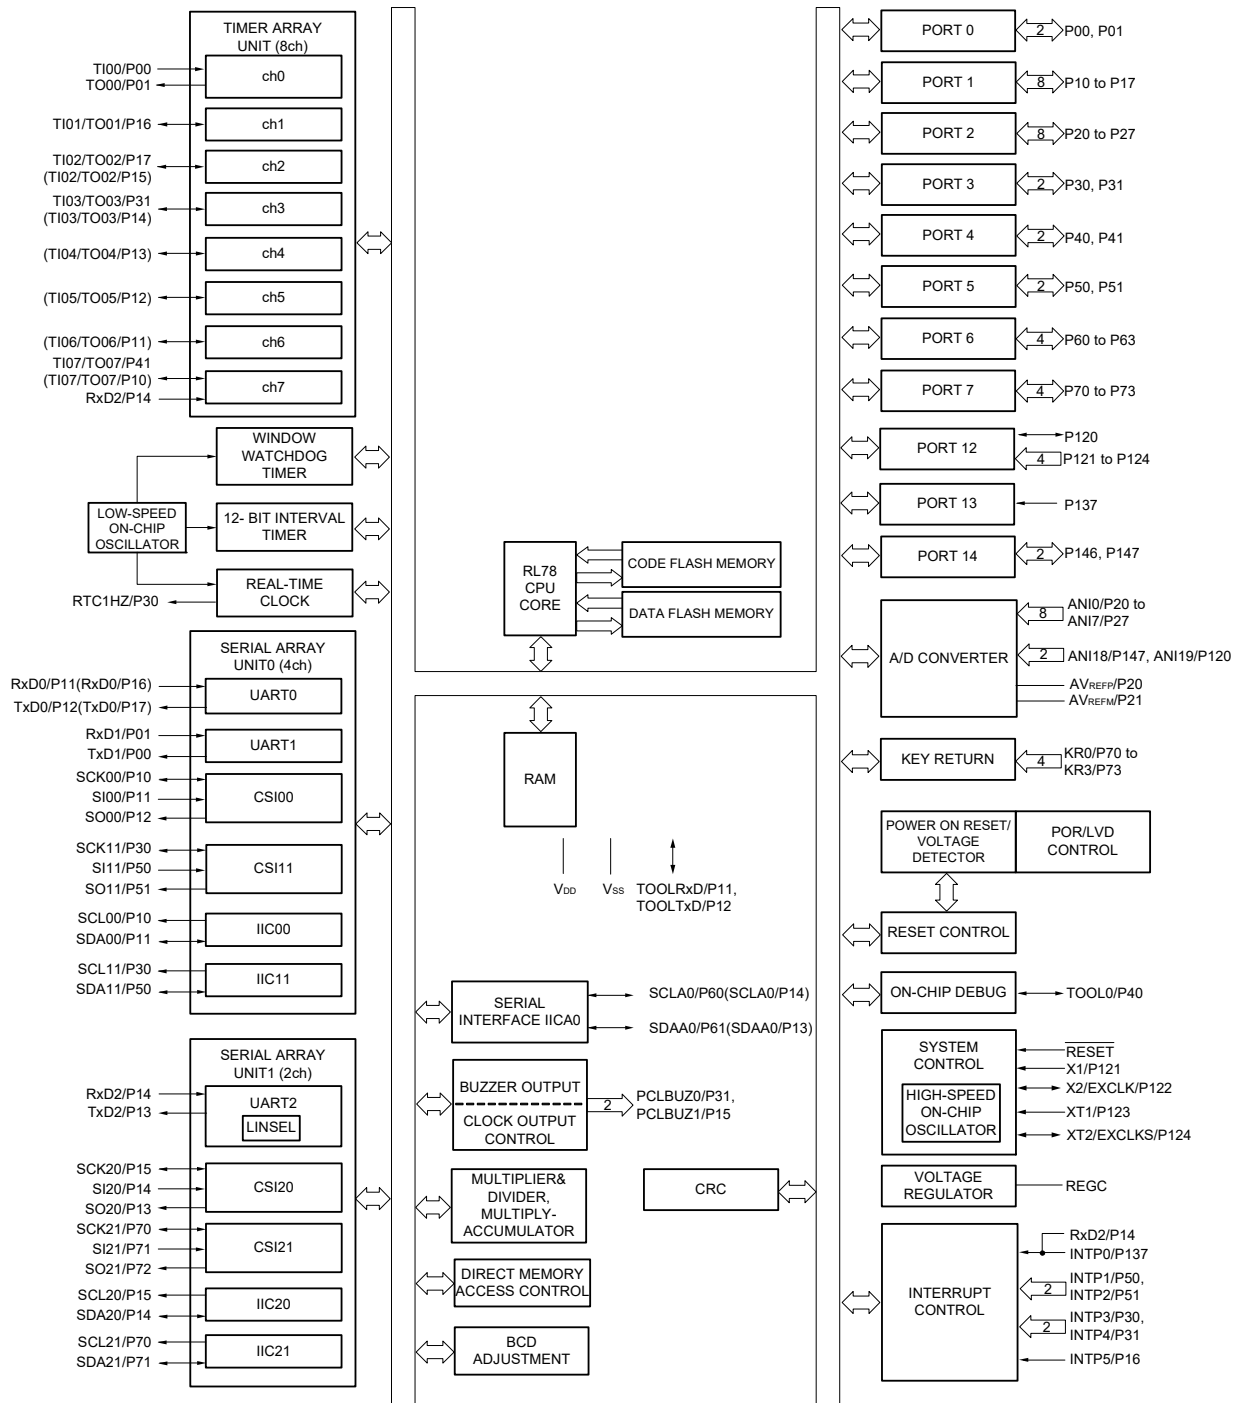 TIMER ARRAY
UNIT (8ch)
TI00/P00
TO00/P01
ch0
TI01/TO01/P16
ch1
TI02/TO02/P17
(TI02/TO02/P15)
ch2
TI03/TO03/P31
(TI03/TO03/P14)
ch3
(TI04/TO04/P13)
ch4
(TI05/TO05/P12)
ch5
(TI06/TO06/P11)
ch6
TI07/TO07/P41
(TI07/TO07/P10)
RxD2/P14
ch7
WINDOW
WATCHDOG
TIMER
LOW-SPEED
ON-CHIP
OSCILLATOR
12- BIT INTERVAL
TIMER
REAL-TIME
CLOCK
RTC1HZ/P30
SERIAL ARRAY
UNIT0 (4ch)
RxD0/P11(RxD0/P16)
TxD0/P12(TxD0/P17)
UART0
RxD1/P01
TxD1/P00
UART1
SCK00/P10
SI00/P11
SO00/P12
CSI00
SCK11/P30
SI11/P50
SO11/P51
CSI11
SCL00/P10
SDA00/P11
IIC00
SCL11/P30
SDA11/P50
IIC11
SERIAL ARRAY
UNIT1 (2ch)
RxD2/P14
TxD2/P13
UART2
LINSEL
SCK20/P15
SI20/P14
SO20/P13
CSI20
SCK21/P70
SI21/P71
SO21/P72
CSI21
SCL20/P15
SDA20/P14
IIC20
SCL21/P70
SDA21/P71
IIC21
RL78
CPU
CORE
CODE FLASH MEMORY
DATA FLASH MEMORY
RAM
VDD
VSS
TOOLRxD/P11,
TOOLTxD/P12
SERIAL
INTERFACE IICA0
SCLA0/P60(SCLA0/P14)
SDAA0/P61(SDAA0/P13)
BUZZER OUTPUT
CLOCK OUTPUT
CONTROL
2
PCLBUZ0/P31,
PCLBUZ1/P15
MULTIPLIER&
DIVIDER,
MULTIPLY-
ACCUMULATOR
CRC
DIRECT MEMORY
ACCESS CONTROL
BCD
ADJUSTMENT
PORT 0
2
P00, P01
PORT 1
8
P10 to P17
PORT 2
8
P20 to P27
PORT 3
2
P30, P31
PORT 4
2
P40, P41
PORT 5
2
P50, P51
PORT 6
4
P60 to P63
PORT 7
4
P70 to P73
PORT 12
P120
4
P121 to P124
PORT 13
P137
PORT 14
2
P146, P147
A/D CONVERTER
8
ANI0/P20 to
ANI7/P27
2
ANI18/P147, ANI19/P120
AVREFP/P20
AVREFM/P21
KEY RETURN
4
KR0/P70 to
KR3/P73
POWER ON RESET/
VOLTAGE
DETECTOR
POR/LVD
CONTROL
RESET CONTROL
ON-CHIP DEBUG
TOOL0/P40
SYSTEM
CONTROL
HIGH-SPEED
ON-CHIP
OSCILLATOR
RESET
X1/P121
X2/EXCLK/P122
XT1/P123
XT2/EXCLKS/P124
VOLTAGE
REGULATOR
REGC
INTERRUPT
CONTROL
RxD2/P14
INTP0/P137
2
INTP1/P50,
INTP2/P51
2
INTP3/P30,
INTP4/P31
INTP5/P16